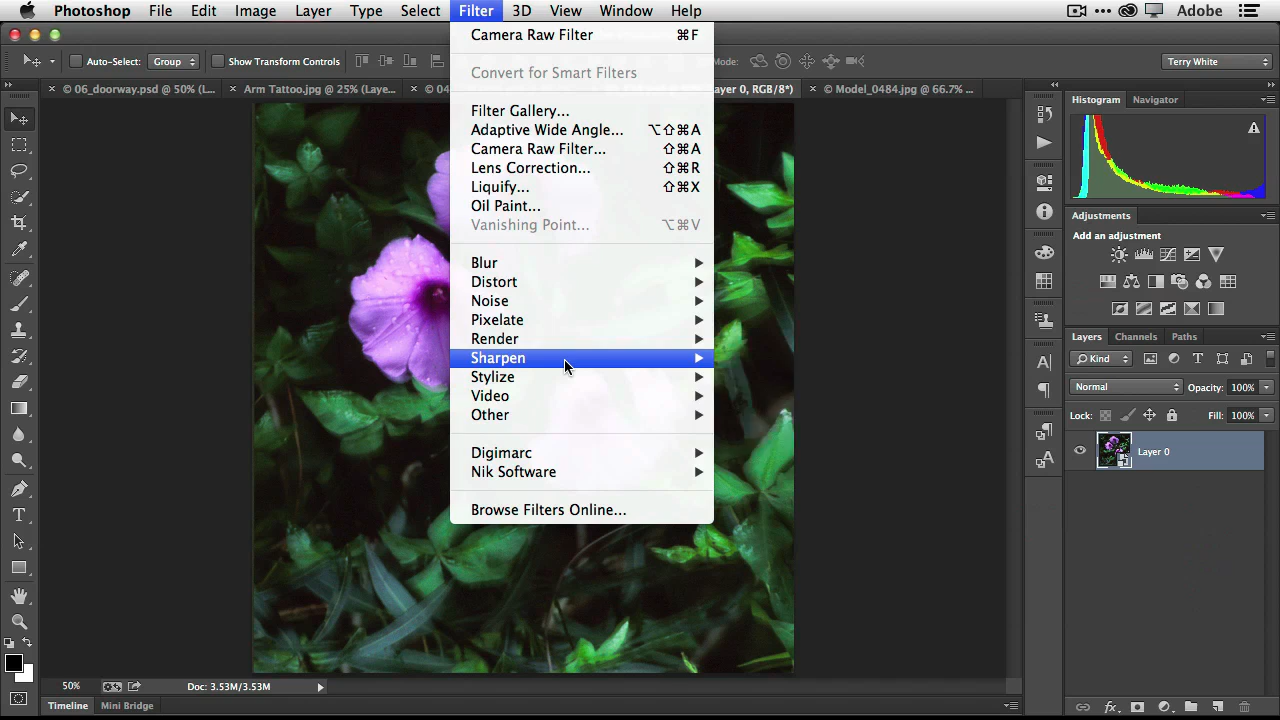 Photoshop File Edit Image Layer Type Select Filter 3D View Window Help Adobe
Auto-Select: Group Show Transform Controls Mode: Terry White
© 06_doorway.psd @ 50% (L... Arm Tattoo.jpg @ 25% (Laye... © 04 ayer 0, RGB/8*) © Model_0484.jpg @ 66.7% ...
Camera Raw Filter ⌘F
Convert for Smart Filters
Filter Gallery...
Adaptive Wide Angle... ⌥⇧⌘A
Camera Raw Filter... ⇧⌘A
Lens Correction... ⇧⌘R
Liquify... ⇧⌘X
Oil Paint...
Vanishing Point... ⌥⌘V
Blur
Distort
Noise
Pixelate
Render
Sharpen
Stylize
Video
Other
Digimarc
Nik Software
Browse Filters Online...
Histogram Navigator
Adjustments
Add an adjustment
Layers Channels Paths
Kind
Normal Opacity: 100%
Lock: Fill: 100%
Layer 0
50% Doc: 3.53M/3.53M
Timeline Mini Bridge